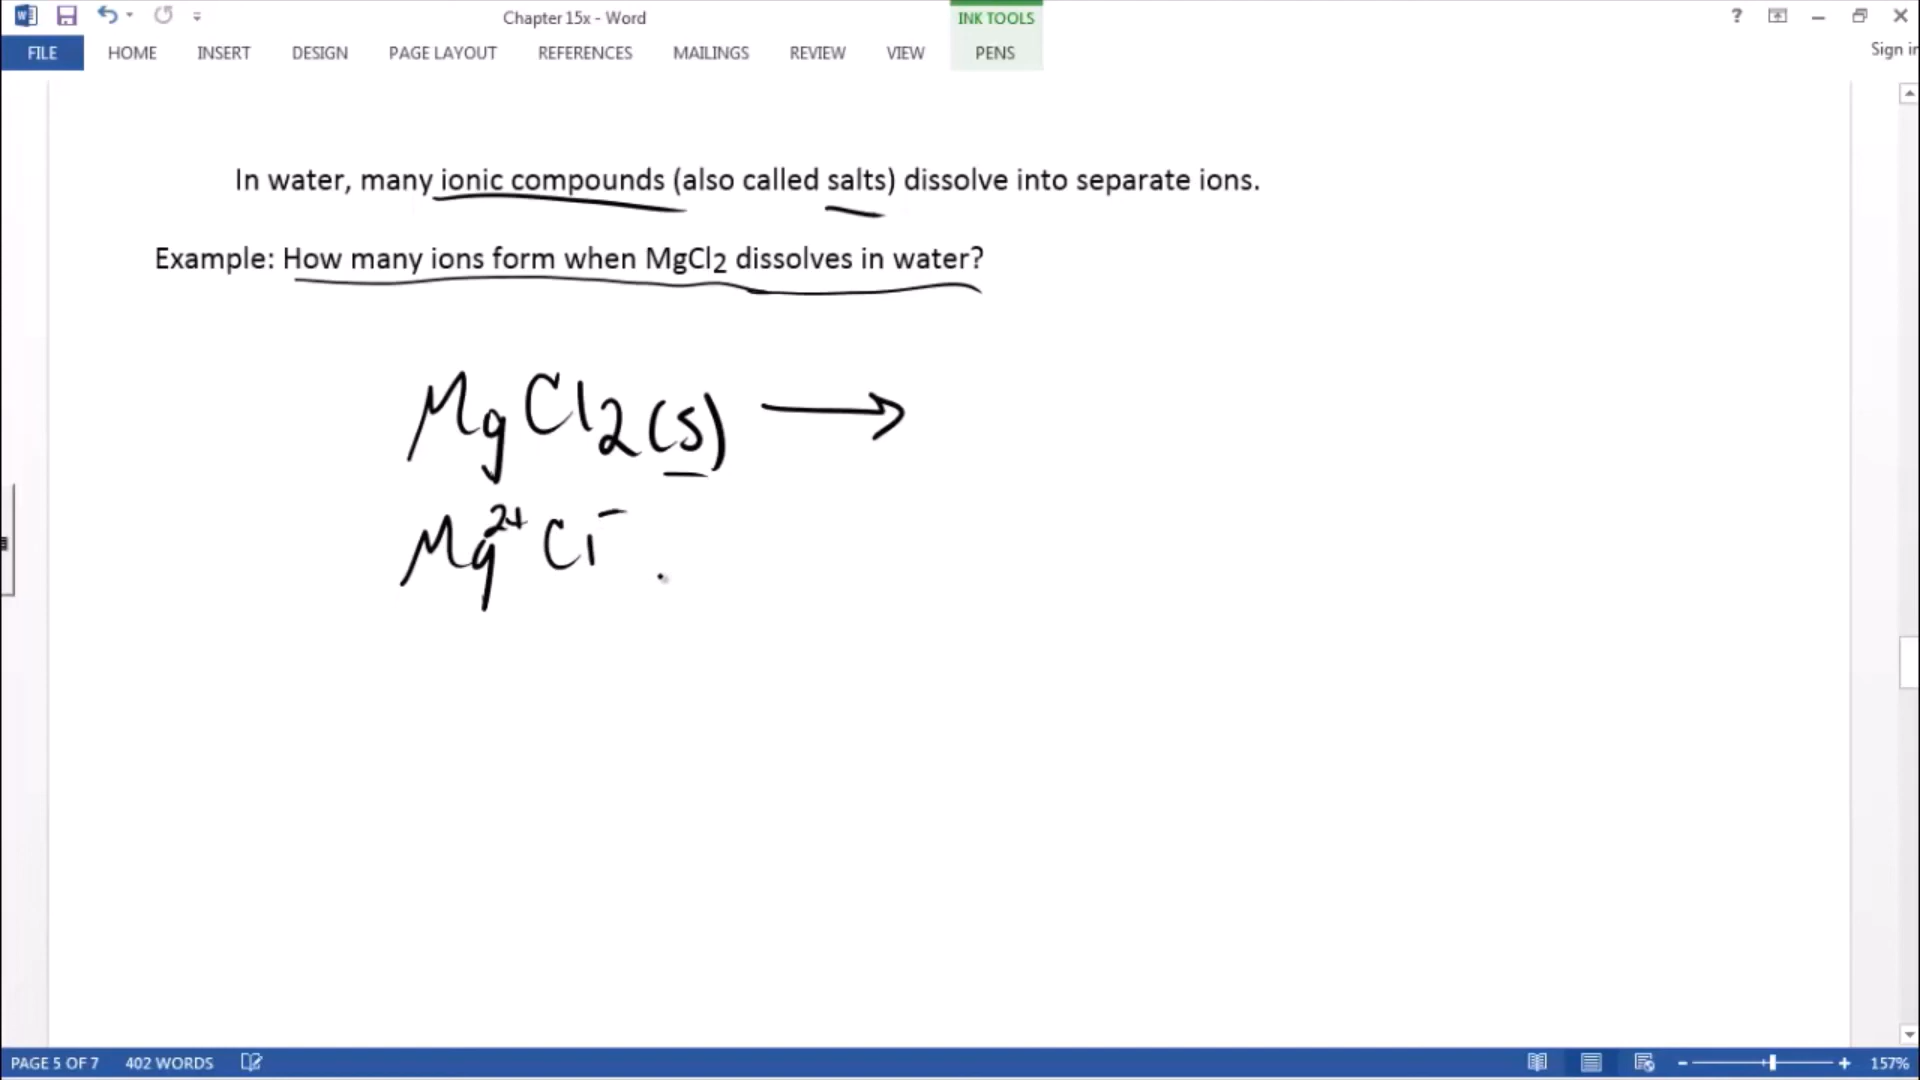 Chapter 15x - Word
INK TOOLS
?
FILE HOME INSERT DESIGN PAGE LAYOUT REFERENCES MAILINGS REVIEW VIEW PENS
Sign in
In water, many ionic compounds (also called salts) dissolve into separate ions.
Example: How many ions form when MgCl2 dissolves in water?
MgCl2(s) →
Mg²⁺ Cl⁻
PAGE 5 OF 7 402 WORDS
157%